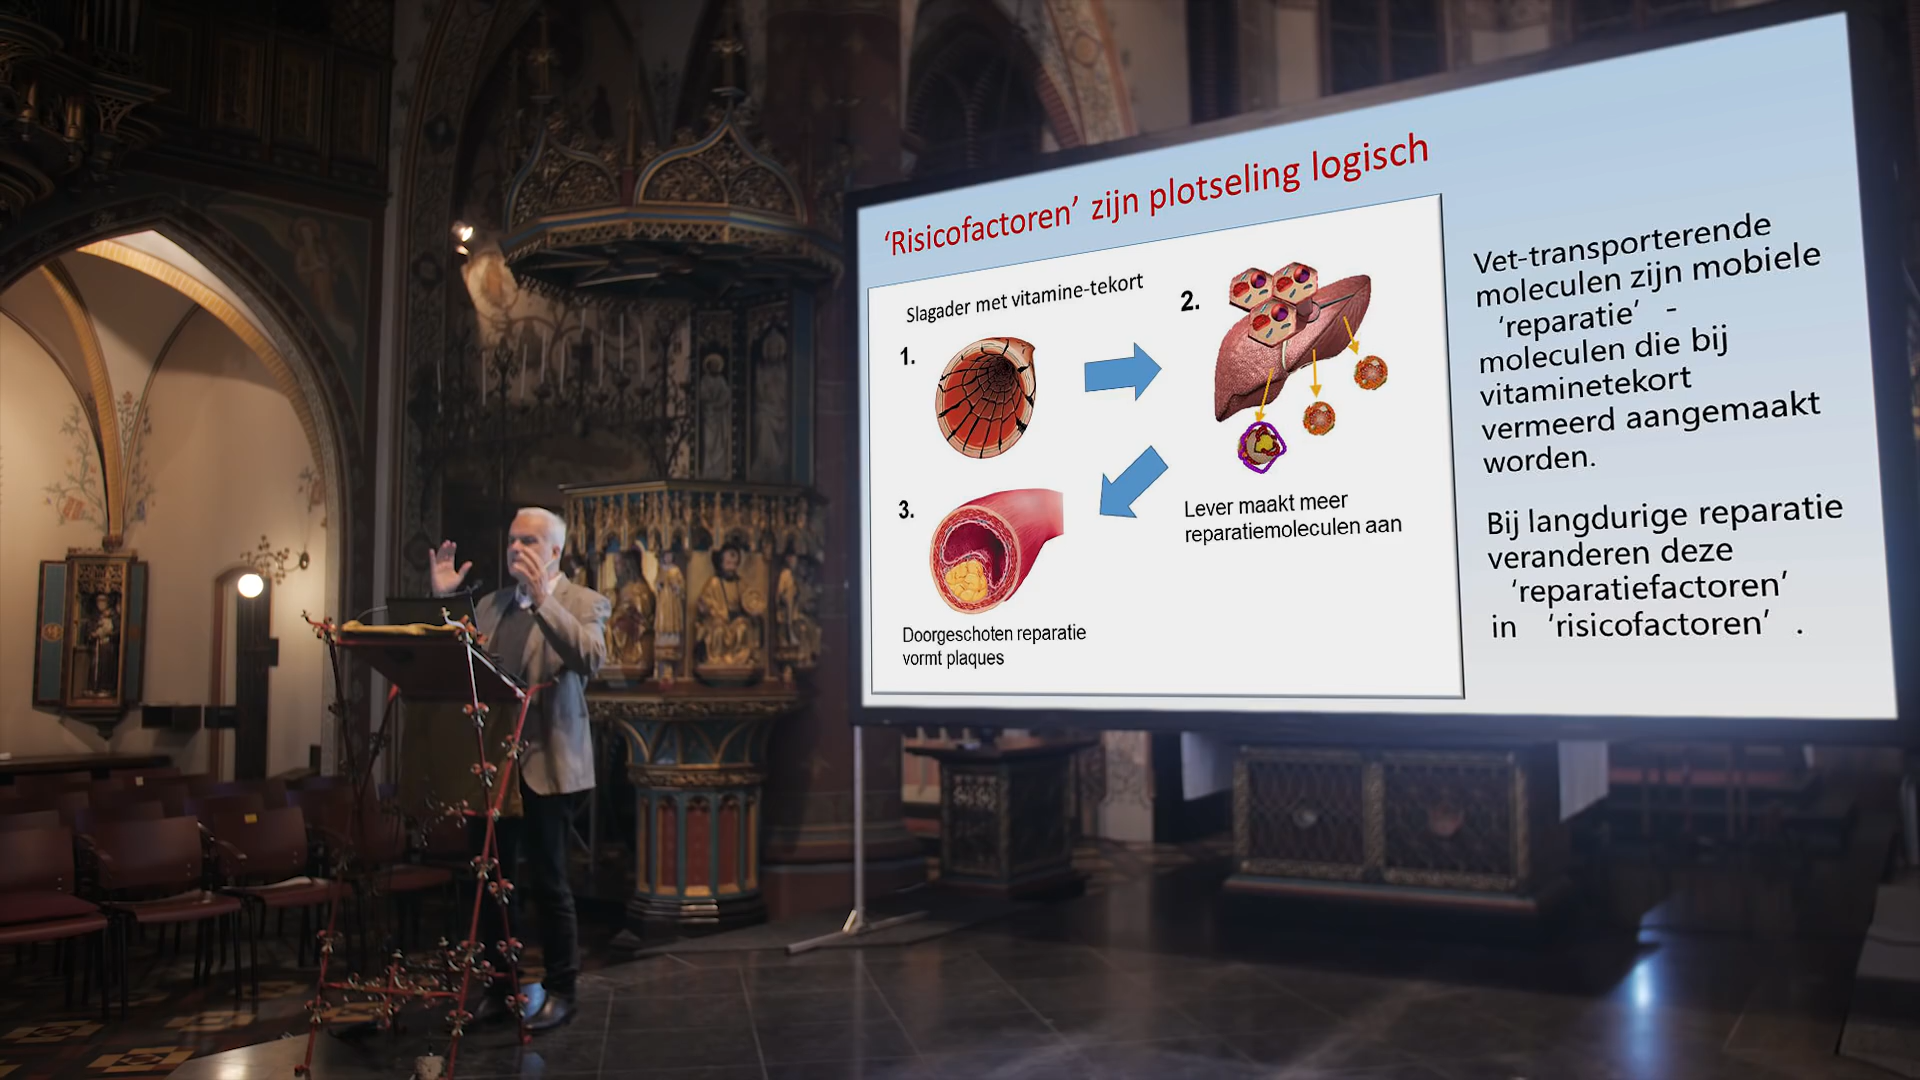 ‘Risicofactoren’ zijn plotseling logisch
Slagader met vitamine-tekort
1.
2.
Lever maakt meer
reparatiemoleculen aan
3.
Doorgeschoten reparatie
vormt plaques
Vet-transporterende
moleculen zijn mobiele
‘reparatie’ -
moleculen die bij
vitaminetekort
vermeerd aangemaakt
worden.
Bij langdurige reparatie
veranderen deze
‘reparatiefactoren’
in ‘risicofactoren’ .